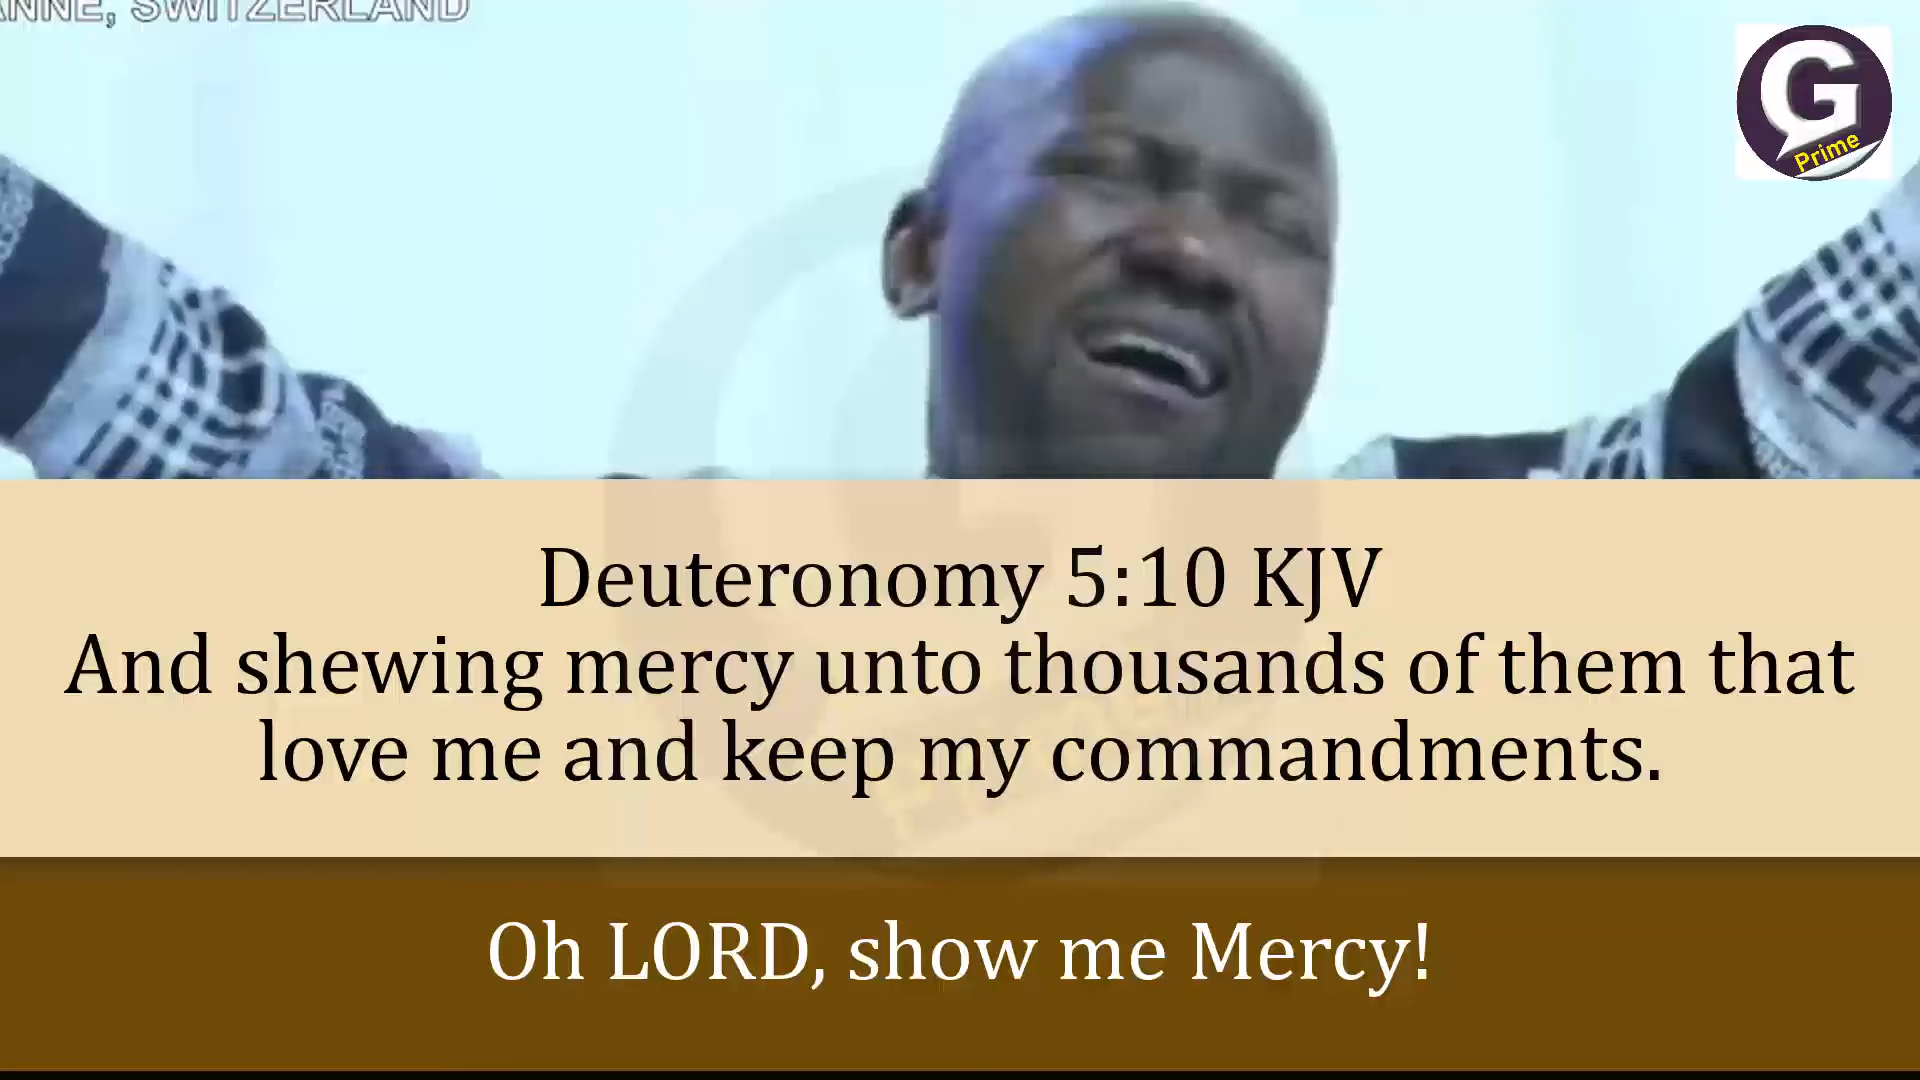 SWITZERLAND
G
Prime
Deuteronomy 5:10 KJV
And shewing mercy unto thousands of them that
love me and keep my commandments.
Oh LORD, show me Mercy!